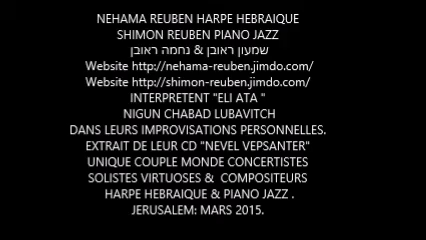 NEHAMA REUBEN HARPE HEBRAIQUE
SHIMON REUBEN PIANO JAZZ
שמעון ראובן & נחמה ראובן
Website http://nehama-reuben.jimdo.com/
Website http://shimon-reuben.jimdo.com/
INTERPRETENT "ELI ATA "
NIGUN CHABAD LUBAVITCH
DANS LEURS IMPROVISATIONS PERSONNELLES.
EXTRAIT DE LEUR CD "NEVEL VEPSANTER"
UNIQUE COUPLE MONDE CONCERTISTES
SOLISTES VIRTUOSES & COMPOSITEURS
HARPE HEBRAIQUE & PIANO JAZZ .
JERUSALEM: MARS 2015.